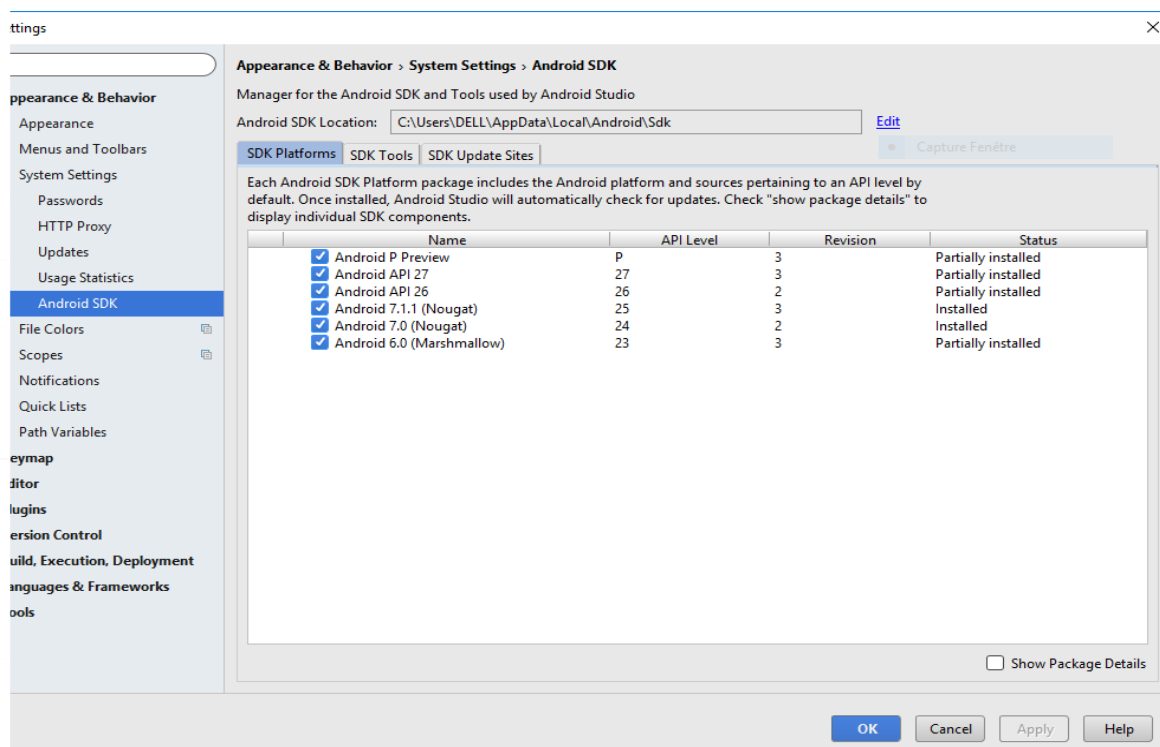 ttings
Appearance & Behavior › System Settings › Android SDK
ppearance & Behavior
Appearance
Menus and Toolbars
System Settings
Passwords
HTTP Proxy
Updates
Usage Statistics
Android SDK
File Colors
Scopes
Notifications
Quick Lists
Path Variables
eymap
ditor
lugins
ersion Control
uild, Execution, Deployment
anguages & Frameworks
ools
Manager for the Android SDK and Tools used by Android Studio
Android SDK Location: C:\Users\DELL\AppData\Local\Android\Sdk Edit
Capture Fenêtre
SDK Platforms SDK Tools SDK Update Sites
Each Android SDK Platform package includes the Android platform and sources pertaining to an API level by
default. Once installed, Android Studio will automatically check for updates. Check "show package details" to
display individual SDK components.
Name API Level Revision Status
Android P Preview P 3 Partially installed
Android API 27 27 3 Partially installed
Android API 26 26 2 Partially installed
Android 7.1.1 (Nougat) 25 3 Installed
Android 7.0 (Nougat) 24 2 Installed
Android 6.0 (Marshmallow) 23 3 Partially installed
Show Package Details
OK Cancel Apply Help